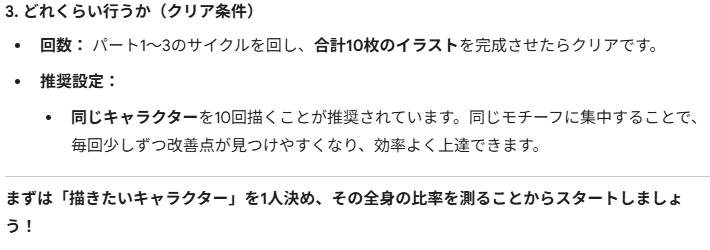 3. どれくらい行うか（クリア条件）
• 回数： パート1〜3のサイクルを回し、合計10枚のイラストを完成させたらクリアです。
• 推奨設定：
• 同じキャラクターを10回描くことが推奨されています。同じモチーフに集中することで、
毎回少しずつ改善点が見つけやすくなり、効率よく上達できます。
まずは「描きたいキャラクター」を1人決め、その全身の比率を測ることからスタートしましょ
う！